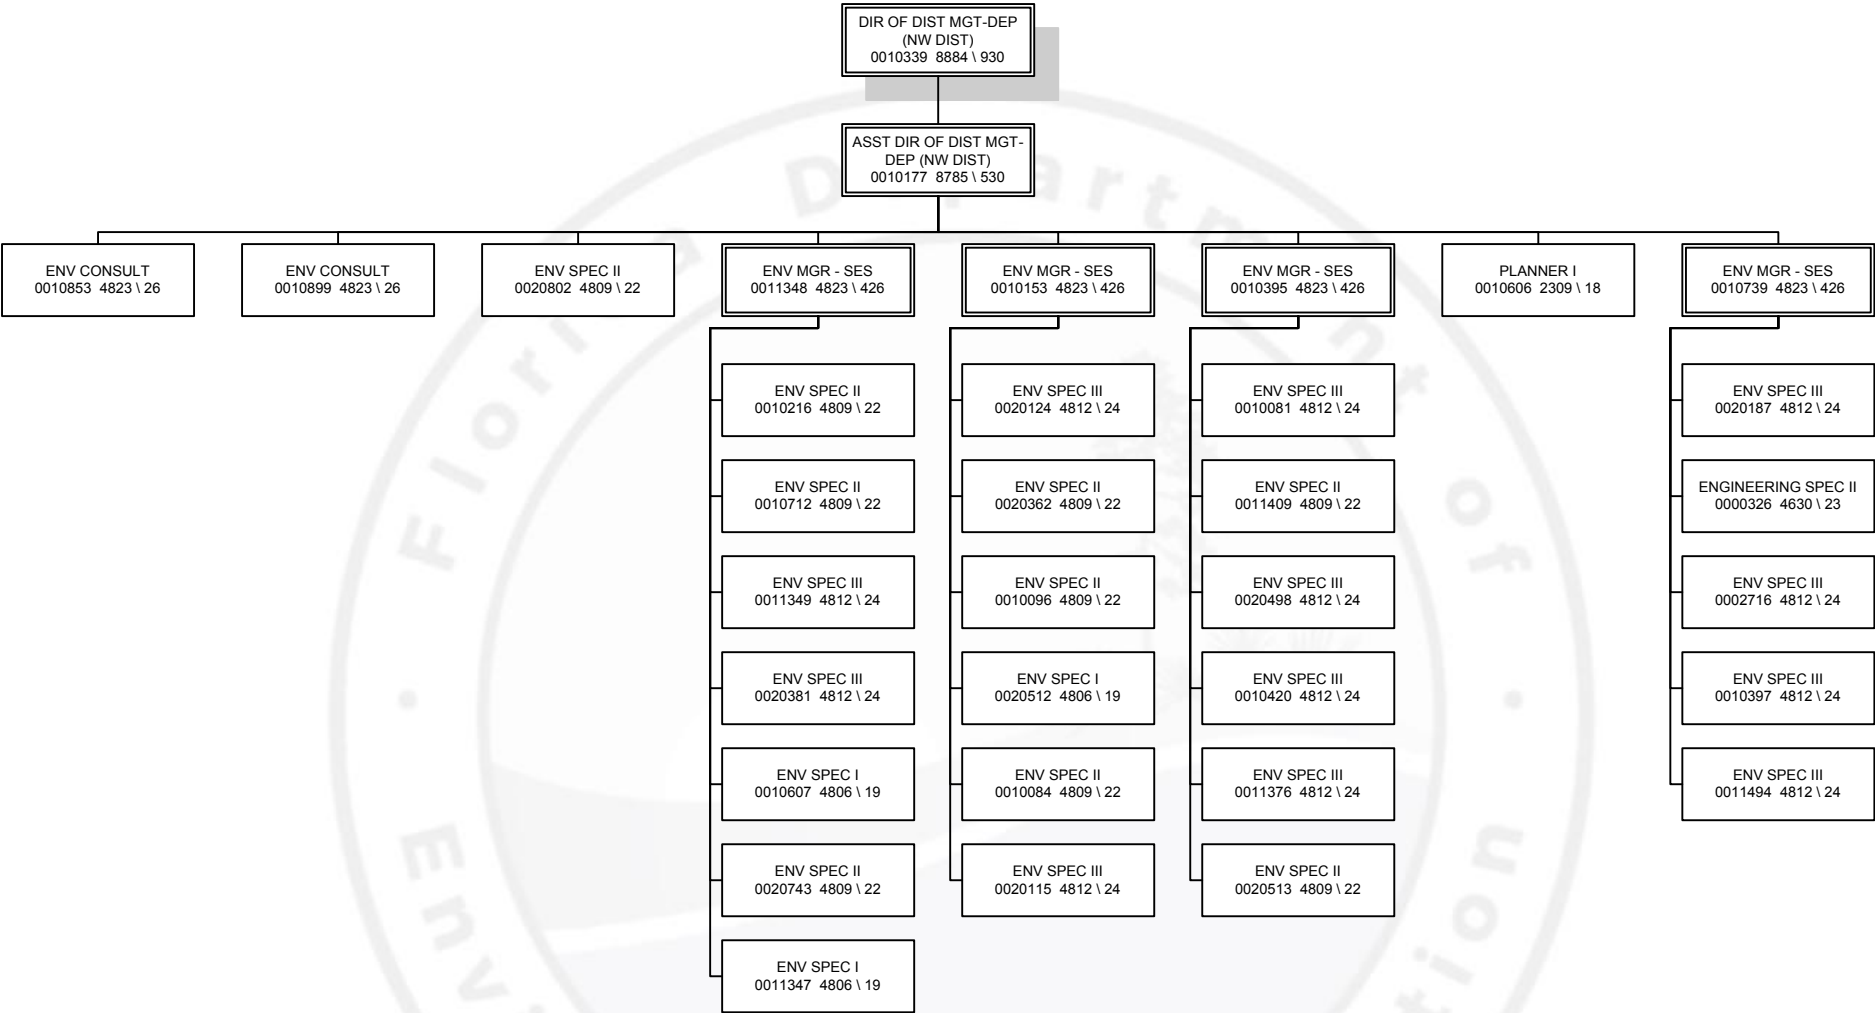 DIR OF DIST MGT-DEP
(NW DIST)
0010339 8884 \ 930
ASST DIR OF DIST MGT-
DEP (NW DIST)
0010177 8785 \ 530
ENV CONSULT
0010853 4823 \ 26
ENV CONSULT
0010899 4823 \ 26
ENV SPEC II
0020802 4809 \ 22
ENV MGR - SES
0011348 4823 \ 426
ENV MGR - SES
0010153 4823 \ 426
ENV MGR - SES
0010395 4823 \ 426
PLANNER I
0010606 2309 \ 18
ENV MGR - SES
0010739 4823 \ 426
ENV SPEC II
0010216 4809 \ 22
ENV SPEC II
0010712 4809 \ 22
ENV SPEC III
0011349 4812 \ 24
ENV SPEC III
0020381 4812 \ 24
ENV SPEC I
0010607 4806 \ 19
ENV SPEC II
0020743 4809 \ 22
ENV SPEC I
0011347 4806 \ 19
ENV SPEC III
0020124 4812 \ 24
ENV SPEC II
0020362 4809 \ 22
ENV SPEC II
0010096 4809 \ 22
ENV SPEC I
0020512 4806 \ 19
ENV SPEC II
0010084 4809 \ 22
ENV SPEC III
0020115 4812 \ 24
ENV SPEC III
0010081 4812 \ 24
ENV SPEC II
0011409 4809 \ 22
ENV SPEC III
0020498 4812 \ 24
ENV SPEC III
0010420 4812 \ 24
ENV SPEC III
0011376 4812 \ 24
ENV SPEC II
0020513 4809 \ 22
ENV SPEC III
0020187 4812 \ 24
ENGINEERING SPEC II
0000326 4630 \ 23
ENV SPEC III
0002716 4812 \ 24
ENV SPEC III
0010397 4812 \ 24
ENV SPEC III
0011494 4812 \ 24